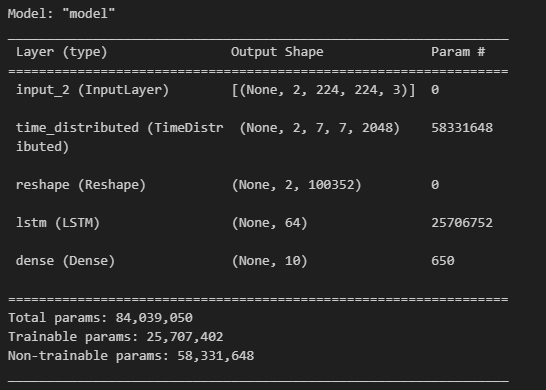 Model: "model"
Layer (type) Output Shape Param #
input_2 (InputLayer) [(None, 2, 224, 224, 3)] 0
time_distributed (TimeDistr (None, 2, 7, 7, 2048) 58331648
ibuted)
reshape (Reshape) (None, 2, 100352) 0
lstm (LSTM) (None, 64) 25706752
dense (Dense) (None, 10) 650
Total params: 84,039,050
Trainable params: 25,707,402
Non-trainable params: 58,331,648